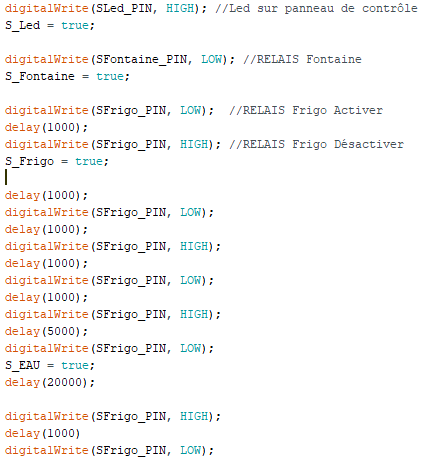 digitalWrite(SLed_PIN, HIGH); //Led sur panneau de contrôle
S_Led = true;
digitalWrite(SFontaine_PIN, LOW); //RELAIS Fontaine
S_Fontaine = true;
digitalWrite(SFrigo_PIN, LOW);  //RELAIS Frigo Activer
delay(1000);
digitalWrite(SFrigo_PIN, HIGH); //RELAIS Frigo Désactiver
S_Frigo = true;
delay(1000);
digitalWrite(SFrigo_PIN, LOW);
delay(1000);
digitalWrite(SFrigo_PIN, HIGH);
delay(1000);
digitalWrite(SFrigo_PIN, LOW);
delay(1000);
digitalWrite(SFrigo_PIN, HIGH);
delay(5000);
digitalWrite(SFrigo_PIN, LOW);
S_EAU = true;
delay(20000);
digitalWrite(SFrigo_PIN, HIGH);
delay(1000)
digitalWrite(SFrigo_PIN, LOW);